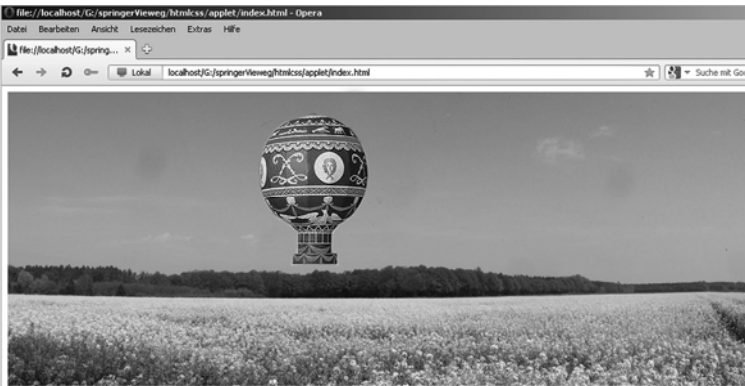 file://localhost/G:/springerVieweg/htmlcss/applet/index.html - Opera
Datei Bearbeiten Ansicht Lesezeichen Extras Hilfe
file://localhost/G:/spring... ×
Lokal localhost/G:/springerVieweg/htmlcss/applet/index.html Suche mit Goo